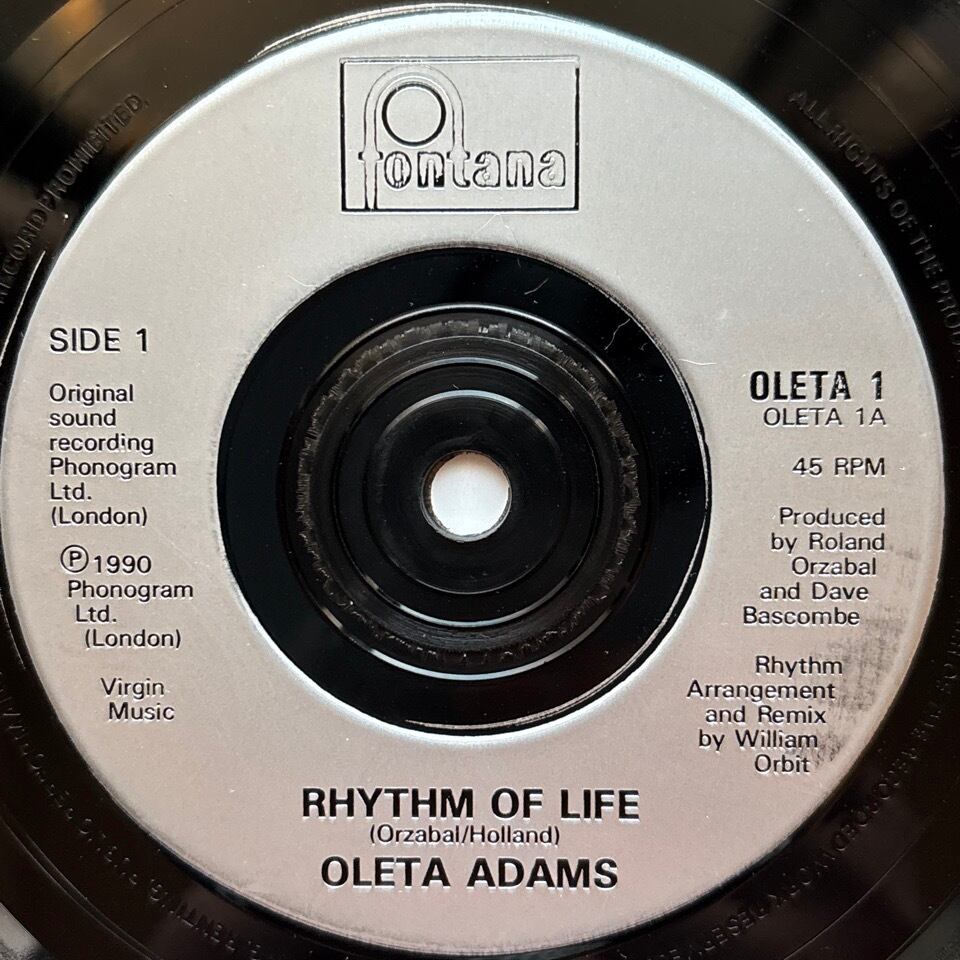 fontana
SIDE 1
Original
sound
recording
Phonogram
Ltd.
(London)
℗1990
Phonogram
Ltd.
(London)
Virgin
Music
OLETA 1
OLETA 1A
45 RPM
Produced
by Roland
Orzabal
and Dave
Bascombe
Rhythm
Arrangement
and Remix
by William
Orbit
RHYTHM OF LIFE
(Orzabal/Holland)
OLETA ADAMS
RECORD PROHIBITED.
ALL RIGHTS OF THE